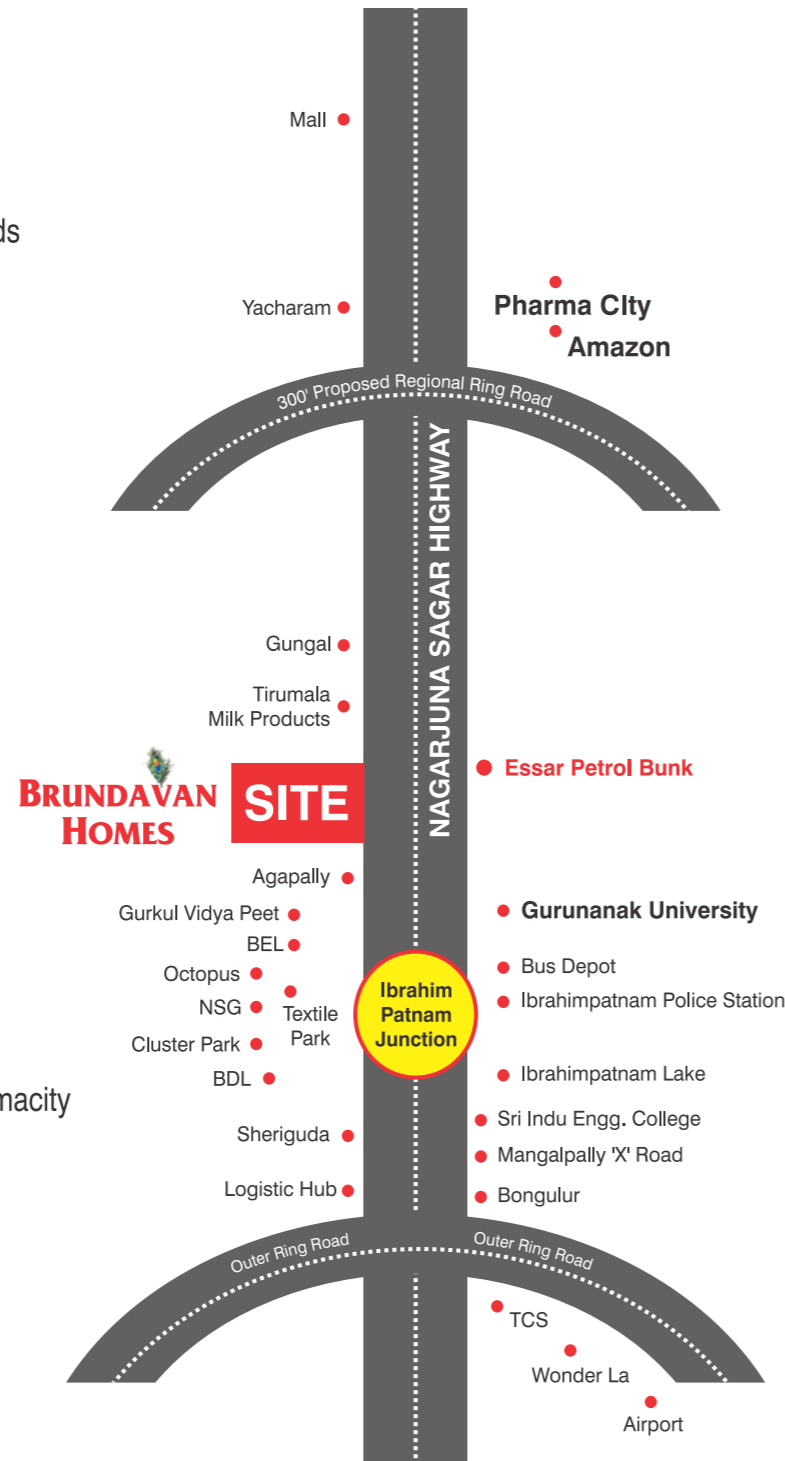 Mall
ds
Yacharam
Pharma CIty
Amazon
300' Proposed Regional Ring Road
NAGARJUNA SAGAR HIGHWAY
Gungal
Tirumala
Milk Products
Essar Petrol Bunk
BRUNDAVAN
HOMES
SITE
Agapally
Gurkul Vidya Peet
Gurunanak University
BEL
Octopus
Bus Depot
NSG
Textile
Park
Ibrahim
Patnam
Junction
Ibrahimpatnam Police Station
Cluster Park
BDL
Ibrahimpatnam Lake
macity
Sri Indu Engg. College
Sheriguda
Mangalpally 'X' Road
Logistic Hub
Bongulur
Outer Ring Road
Outer Ring Road
TCS
Wonder La
Airport